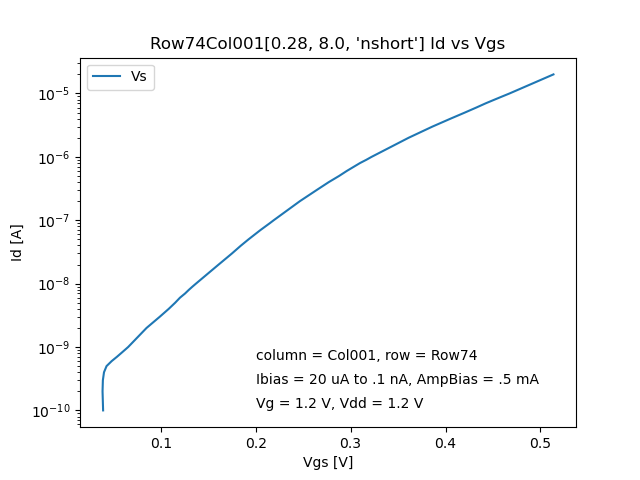 Row74Col001[0.28, 8.0, 'nshort'] Id vs Vgs
Vs
10⁻⁵
10⁻⁶
10⁻⁷
10⁻⁸
10⁻⁹
10⁻¹⁰
Id [A]
column = Col001, row = Row74
Ibias = 20 uA to .1 nA, AmpBias = .5 mA
Vg = 1.2 V, Vdd = 1.2 V
0.1 0.2 0.3 0.4 0.5
Vgs [V]